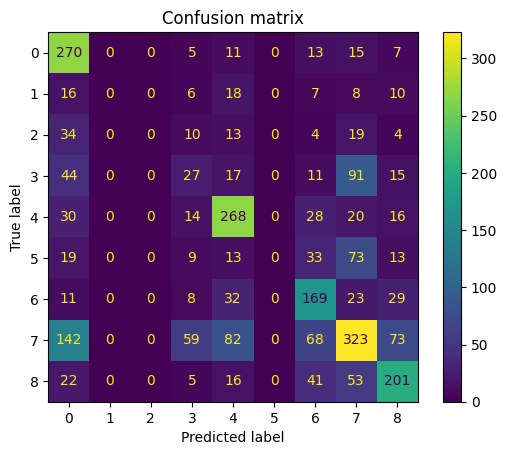 Confusion matrix
0 270 0 0 5 11 0 13 15 7
1 16 0 0 6 18 0 7 8 10
2 34 0 0 10 13 0 4 19 4
3 44 0 0 27 17 0 11 91 15
4 30 0 0 14 268 0 28 20 16
5 19 0 0 9 13 0 33 73 13
6 11 0 0 8 32 0 169 23 29
7 142 0 0 59 82 0 68 323 73
8 22 0 0 5 16 0 41 53 201
0 1 2 3 4 5 6 7 8
Predicted label
True label
300
250
200
150
100
50
0